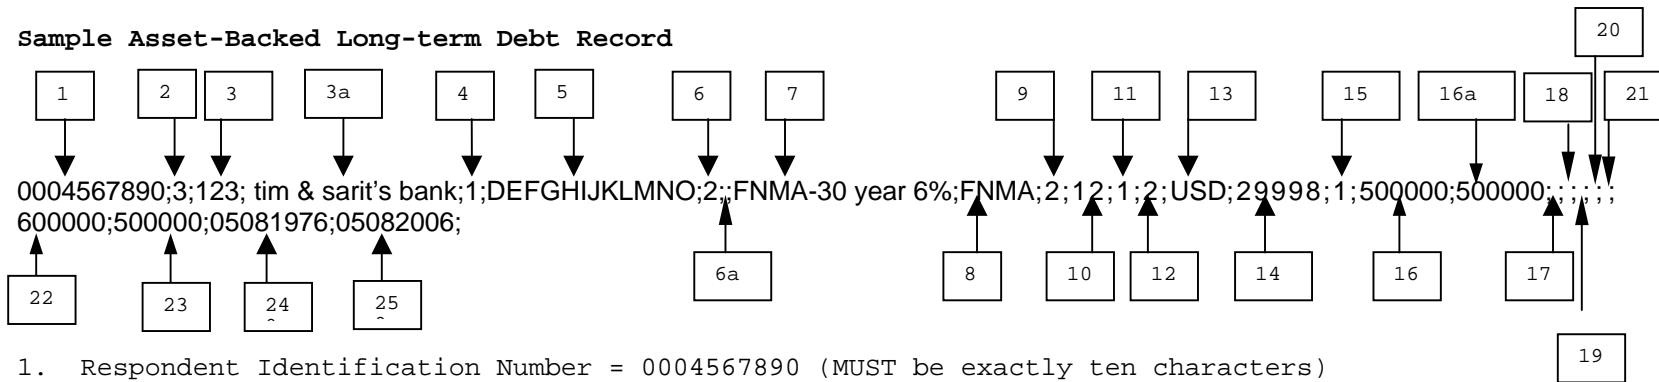 Sample Asset-Backed Long-term Debt Record
20
1 2 3 3a 4 5 6 7 9 11 13 15 16a 18 21
0004567890;3;123; tim & sarit's bank;1;DEFGHIJKLMNO;2;;FNMA-30 year 6%;FNMA;2;12;1;2;USD;29998;1;500000;500000;;;;;;
600000;500000;05081976;05082006;
22 23 24 25 6a 8 10 12 14 16 17
19
1. Respondent Identification Number = 0004567890 (MUST be exactly ten characters)